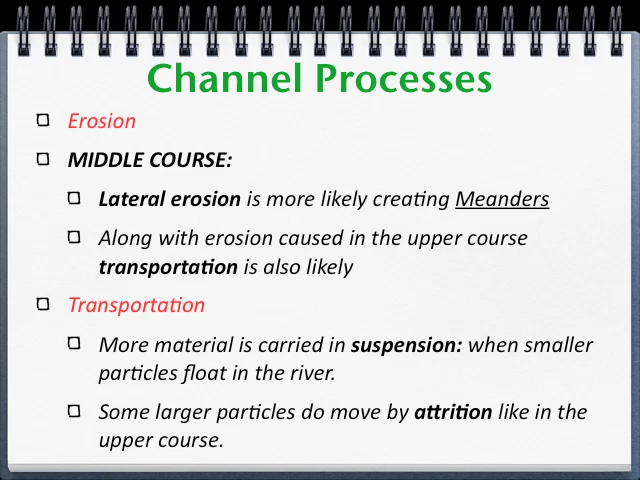 Channel Processes
Erosion
MIDDLE COURSE:
Lateral erosion is more likely creating Meanders
Along with erosion caused in the upper course
transportation is also likely
Transportation
More material is carried in suspension: when smaller
particles float in the river.
Some larger particles do move by attrition like in the
upper course.